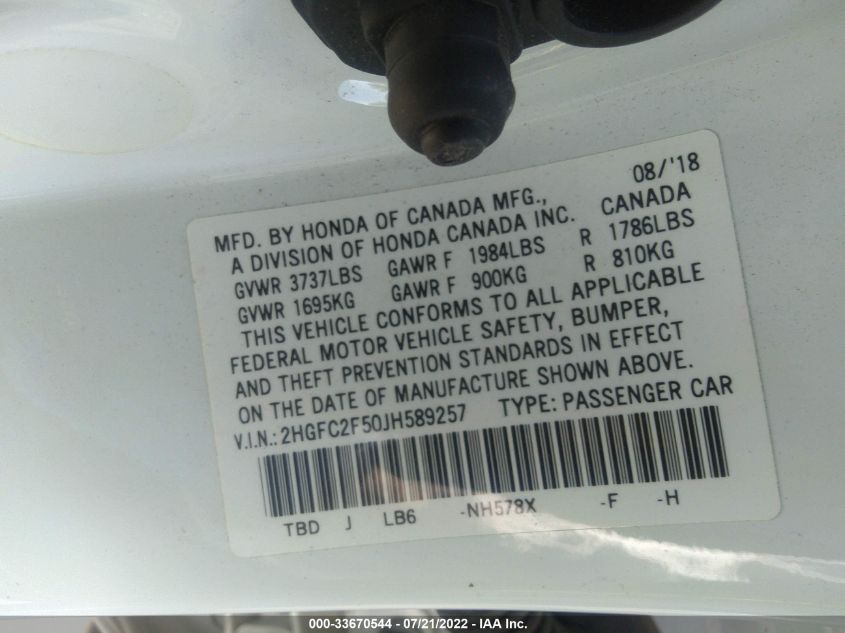 08/'18
MFD. BY HONDA OF CANADA MFG.,
A DIVISION OF HONDA CANADA INC. CANADA
GVWR 3737LBS GAWR F 1984LBS R 1786LBS
GVWR 1695KG GAWR F 900KG R 810KG
THIS VEHICLE CONFORMS TO ALL APPLICABLE
FEDERAL MOTOR VEHICLE SAFETY, BUMPER,
AND THEFT PREVENTION STANDARDS IN EFFECT
ON THE DATE OF MANUFACTURE SHOWN ABOVE.
V.I.N.: 2HGFC2F50JH589257 TYPE: PASSENGER CAR
TBD J LB6 -NH578X -F -H
000-33670544 - 07/21/2022 - IAA Inc.